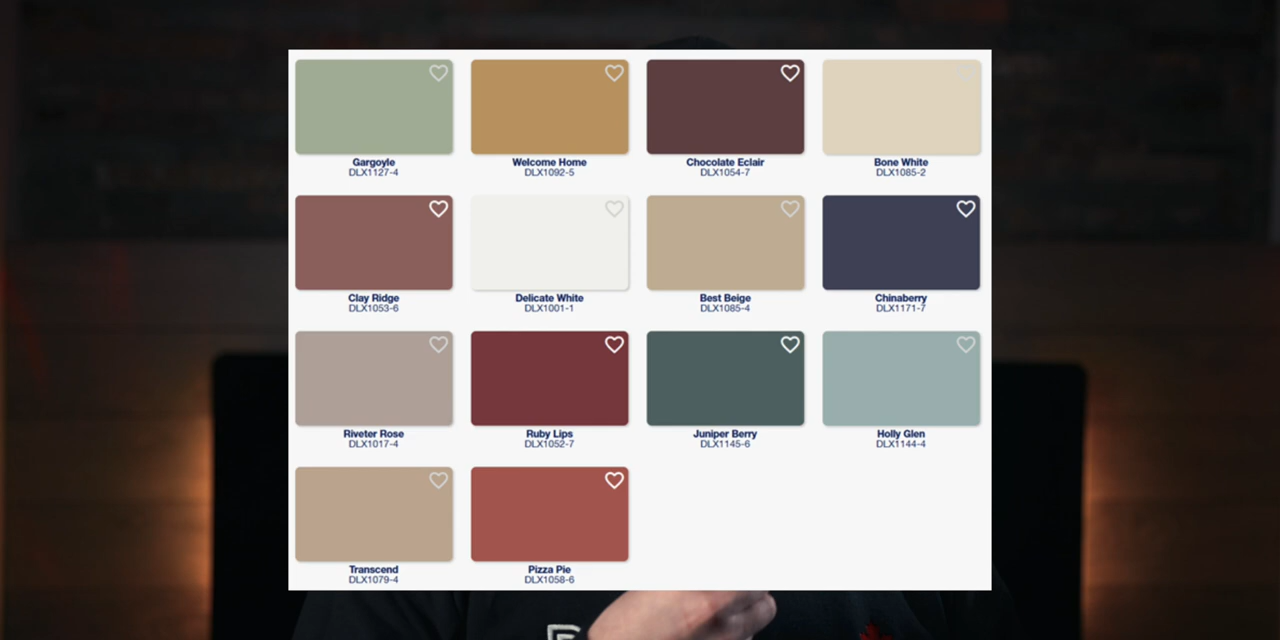 Gargoyle
DLX1127-4
Welcome Home
DLX1092-5
Chocolate Eclair
DLX1054-7
Bone White
DLX1085-2
Clay Ridge
DLX1053-6
Delicate White
DLX1001-1
Best Beige
DLX1085-4
Chinaberry
DLX1171-7
Riveter Rose
DLX1017-4
Ruby Lips
DLX1052-7
Juniper Berry
DLX1145-6
Holly Glen
DLX1144-4
Transcend
DLX1079-4
Pizza Pie
DLX1058-6